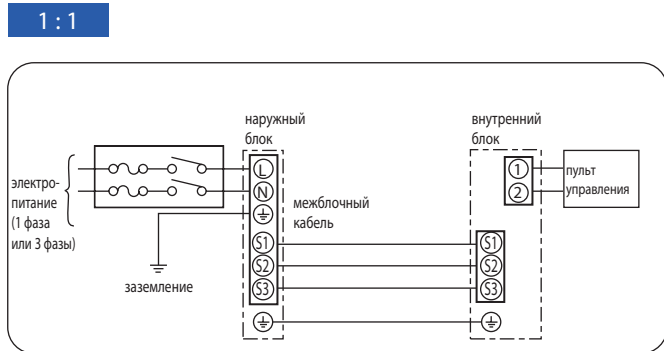 1 : 1
наружный
блок
внутренний
блок
электро-
питание
(1 фаза
или 3 фазы)
L
N
межблочный
кабель
заземление
S1
S2
S3
1
2
пульт
управления
S1
S2
S3